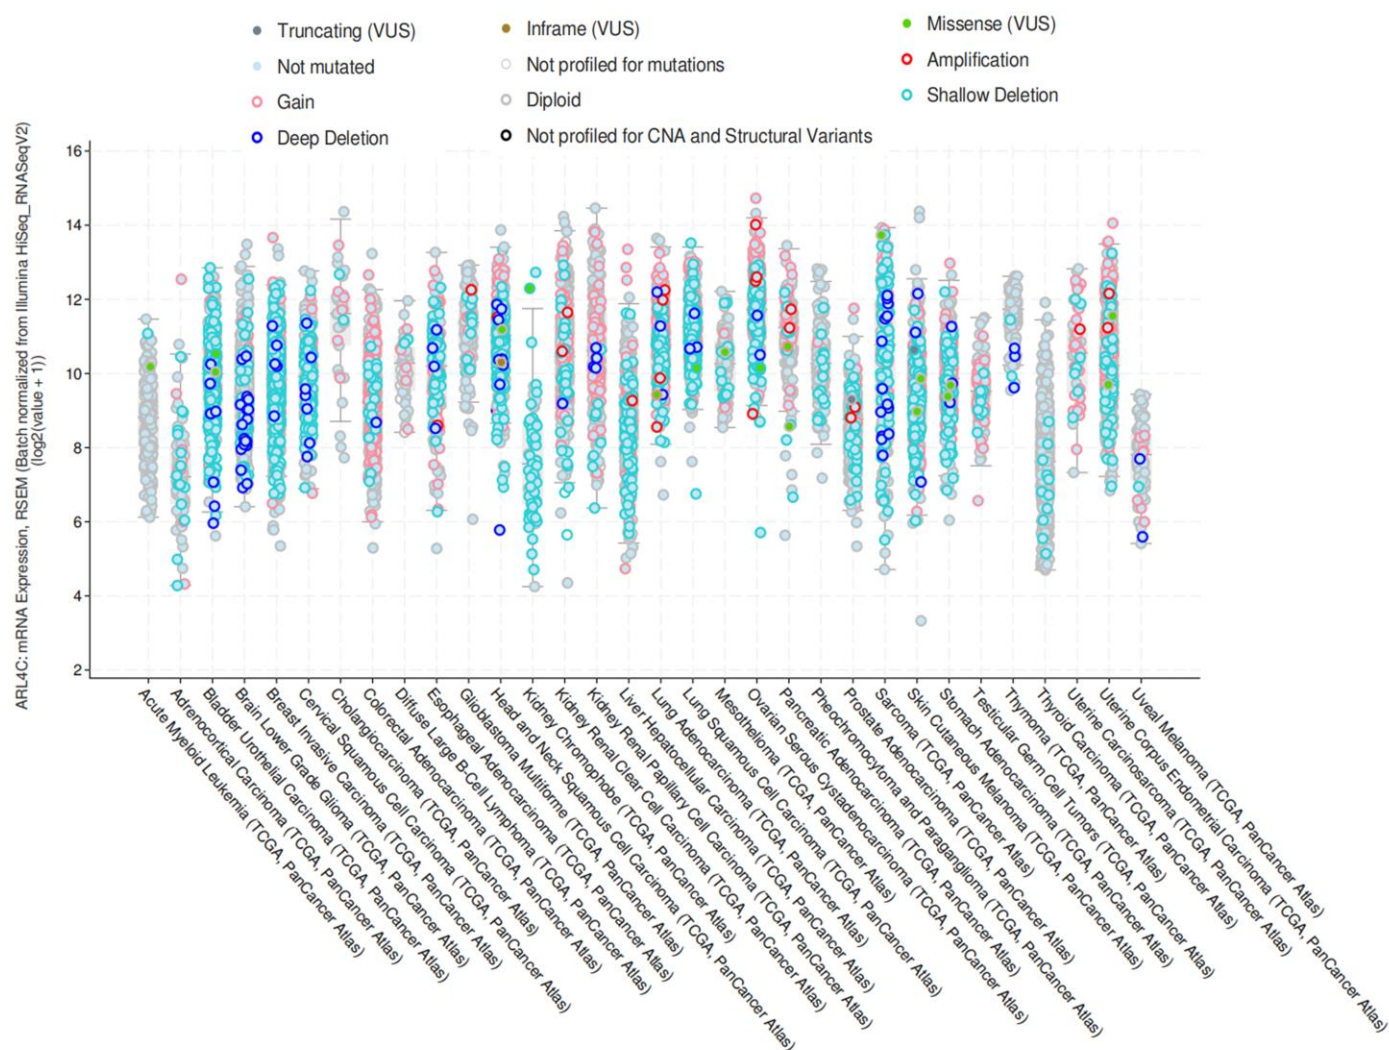 Truncating (VUS)
Inframe (VUS)
Missense (VUS)
Not mutated
Not profiled for mutations
Amplification
Gain
Diploid
Shallow Deletion
Deep Deletion
Not profiled for CNA and Structural Variants
ARL4C: mRNA Expression, RSEM (Batch normalized from Illumina HiSeq_RNASeqV2)
(log2(value + 1))
16
14
12
10
8
6
4
2
Acute Myeloid Leukemia (TCGA, PanCancer Atlas)
Adrenocortical Carcinoma (TCGA, PanCancer Atlas)
Bladder Urothelial Carcinoma (TCGA, PanCancer Atlas)
Brain Lower Grade Glioma (TCGA, PanCancer Atlas)
Breast Invasive Carcinoma (TCGA, PanCancer Atlas)
Cervical Squamous Cell Carcinoma (TCGA, PanCancer Atlas)
Cholangiocarcinoma (TCGA, PanCancer Atlas)
Colorectal Adenocarcinoma (TCGA, PanCancer Atlas)
Diffuse Large B-Cell Lymphoma (TCGA, PanCancer Atlas)
Esophageal Adenocarcinoma (TCGA, PanCancer Atlas)
Glioblastoma Multiforme (TCGA, PanCancer Atlas)
Head and Neck Squamous Cell Carcinoma (TCGA, PanCancer Atlas)
Kidney Chromophobe (TCGA, PanCancer Atlas)
Kidney Renal Clear Cell Carcinoma (TCGA, PanCancer Atlas)
Kidney Renal Papillary Cell Carcinoma (TCGA, PanCancer Atlas)
Liver Hepatocellular Carcinoma (TCGA, PanCancer Atlas)
Lung Adenocarcinoma (TCGA, PanCancer Atlas)
Lung Squamous Cell Carcinoma (TCGA, PanCancer Atlas)
Mesothelioma (TCGA, PanCancer Atlas)
Ovarian Serous Cystadenocarcinoma (TCGA, PanCancer Atlas)
Pancreatic Adenocarcinoma (TCGA, PanCancer Atlas)
Pheochromocytoma and Paraganglioma (TCGA, PanCancer Atlas)
Prostate Adenocarcinoma (TCGA, PanCancer Atlas)
Sarcoma (TCGA, PanCancer Atlas)
Skin Cutaneous Melanoma (TCGA, PanCancer Atlas)
Stomach Adenocarcinoma (TCGA, PanCancer Atlas)
Testicular Germ Cell Tumors (TCGA, PanCancer Atlas)
Thymoma (TCGA, PanCancer Atlas)
Thyroid Carcinoma (TCGA, PanCancer Atlas)
Uterine Carcinosarcoma (TCGA, PanCancer Atlas)
Uterine Corpus Endometrial Carcinoma (TCGA, PanCancer Atlas)
Uveal Melanoma (TCGA, PanCancer Atlas)